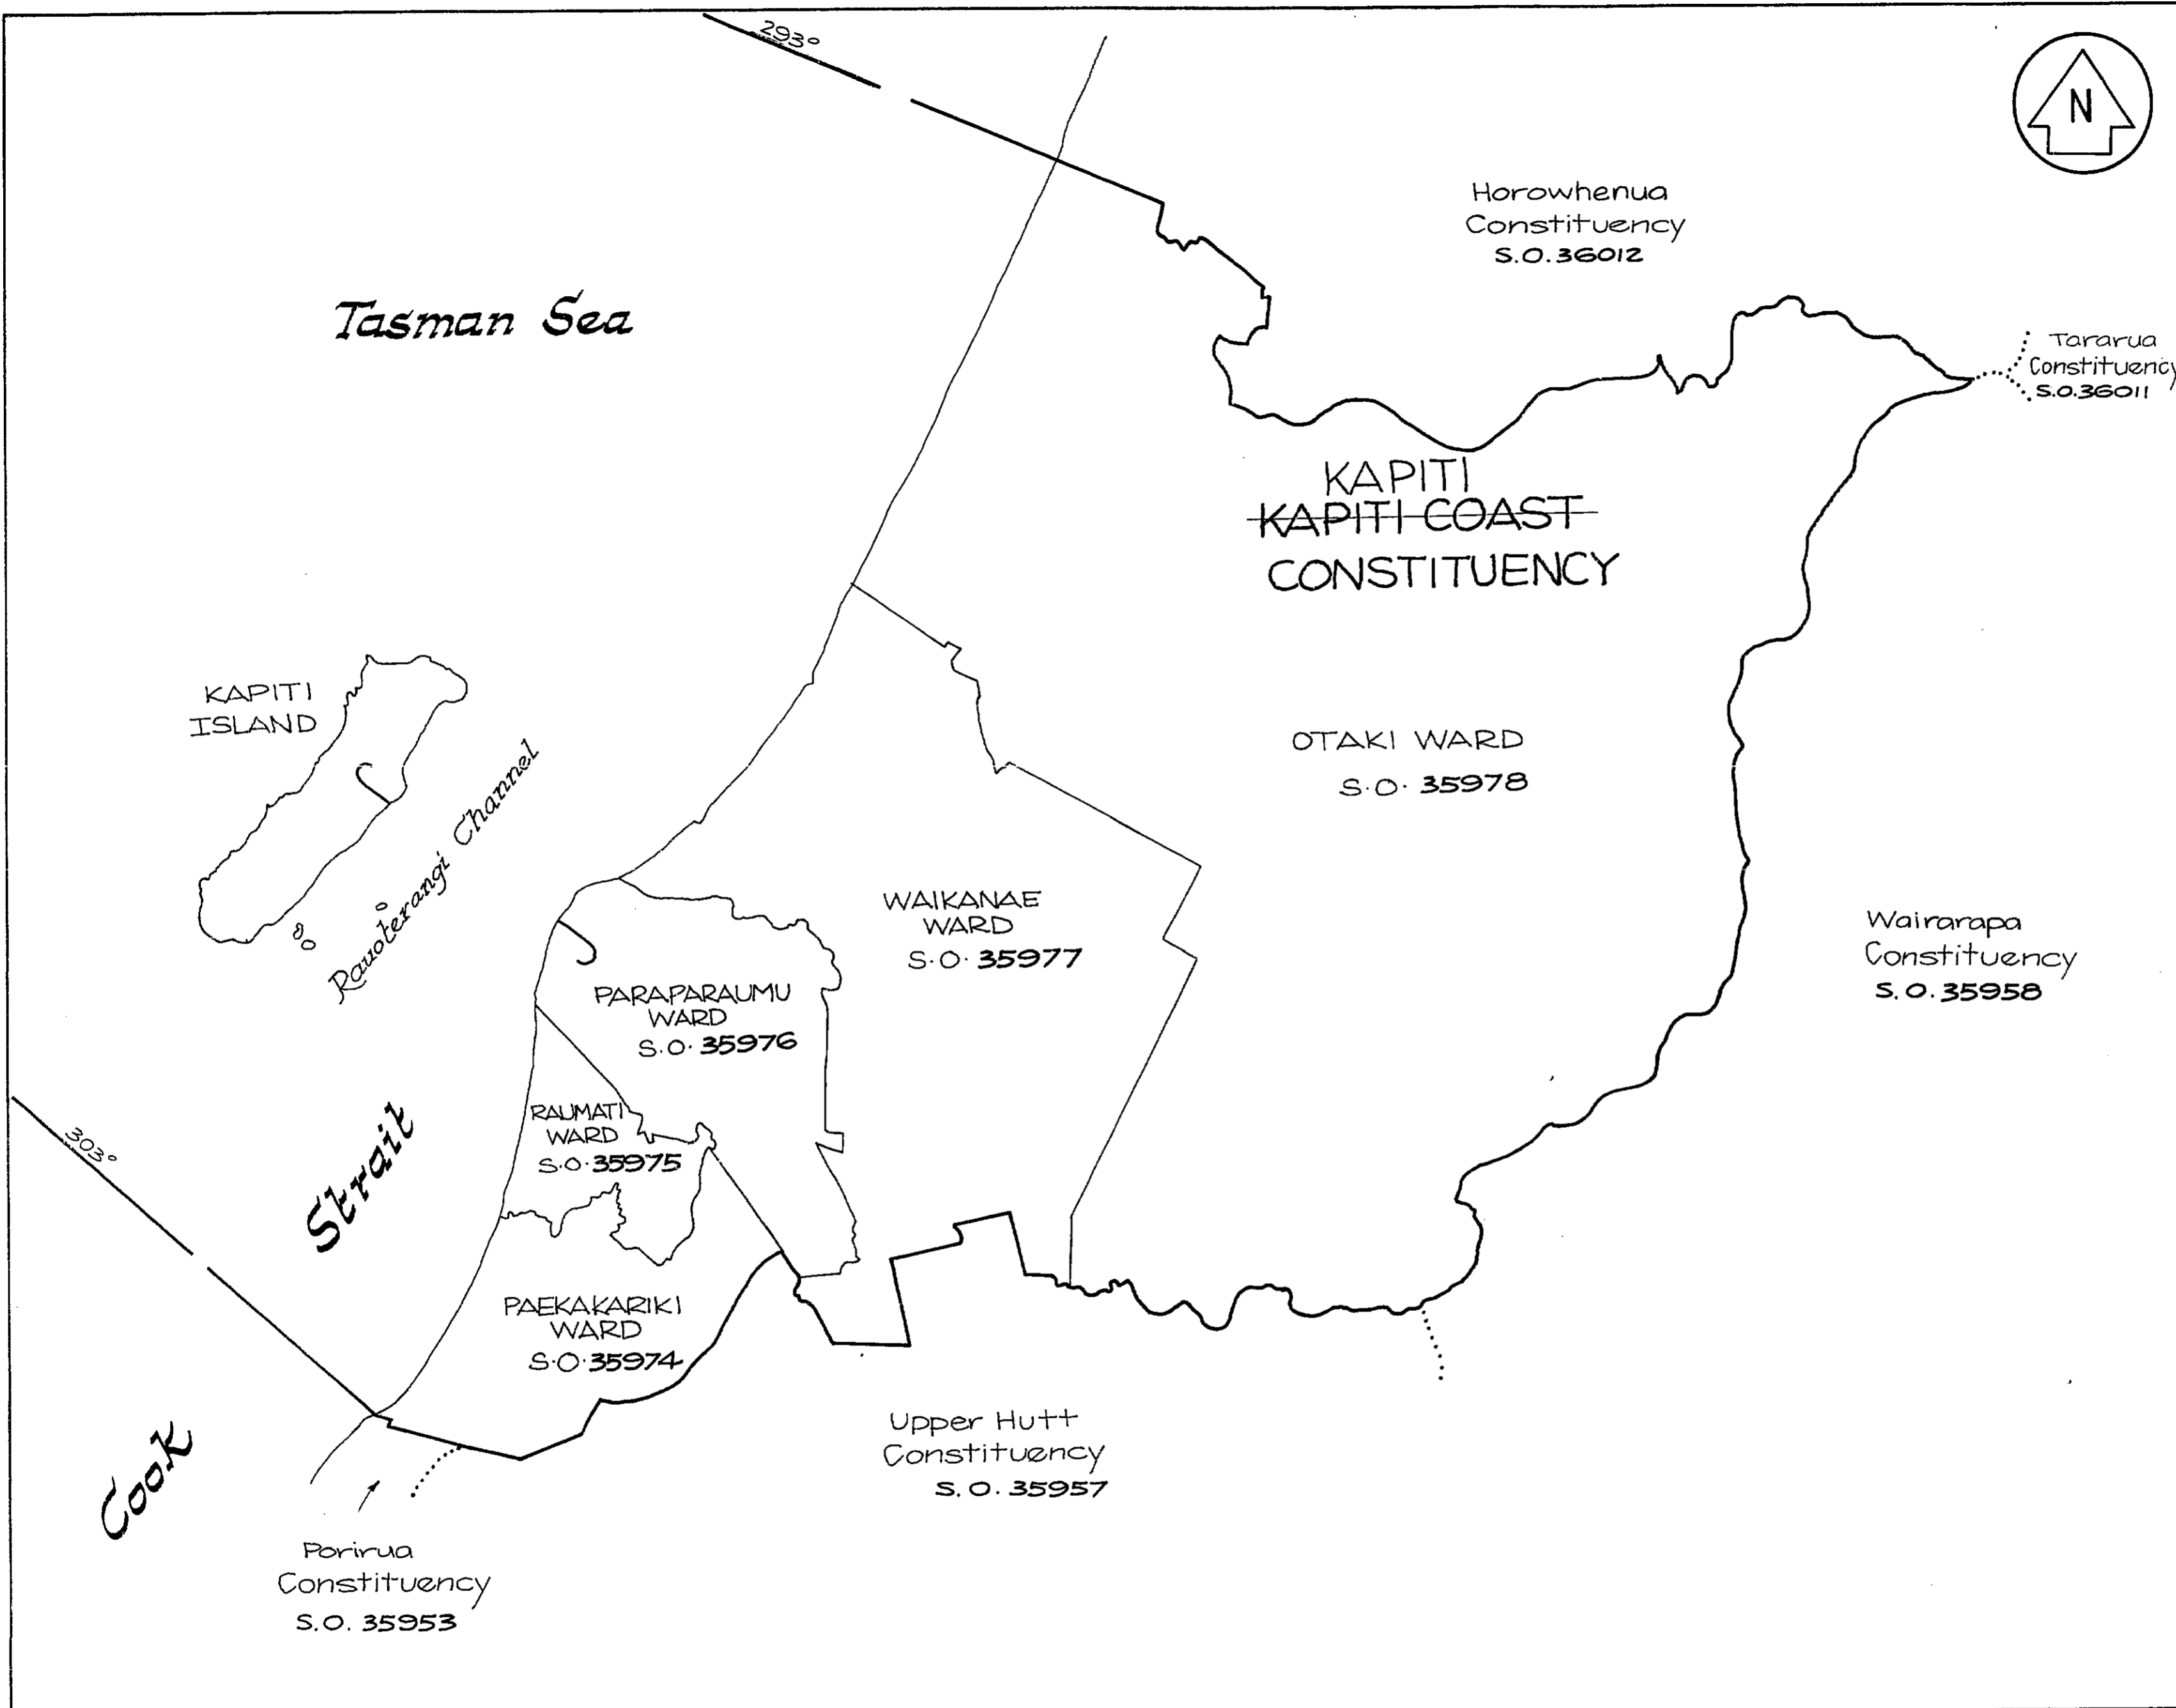 293°
N
Horowhenua
Constituency
S.O. 36012
Tasman Sea
Tararua
Constituency
S.O. 36011
KAPITI
KAPITI COAST
CONSTITUENCY
KAPITI
ISLAND
Rauoterangi Channel
OTAKI WARD
S.O. 35978
WAIKANAE
WARD
S.O. 35977
Wairarapa
Constituency
S.O. 35958
PARAPARAUMU
WARD
S.O. 35976
RAUMATI
WARD
S.O. 35975
303°
Cook Strait
PAEKAKARIKI
WARD
S.O. 35974
Upper Hutt
Constituency
S.O. 35957
Porirua
Constituency
S.O. 35953